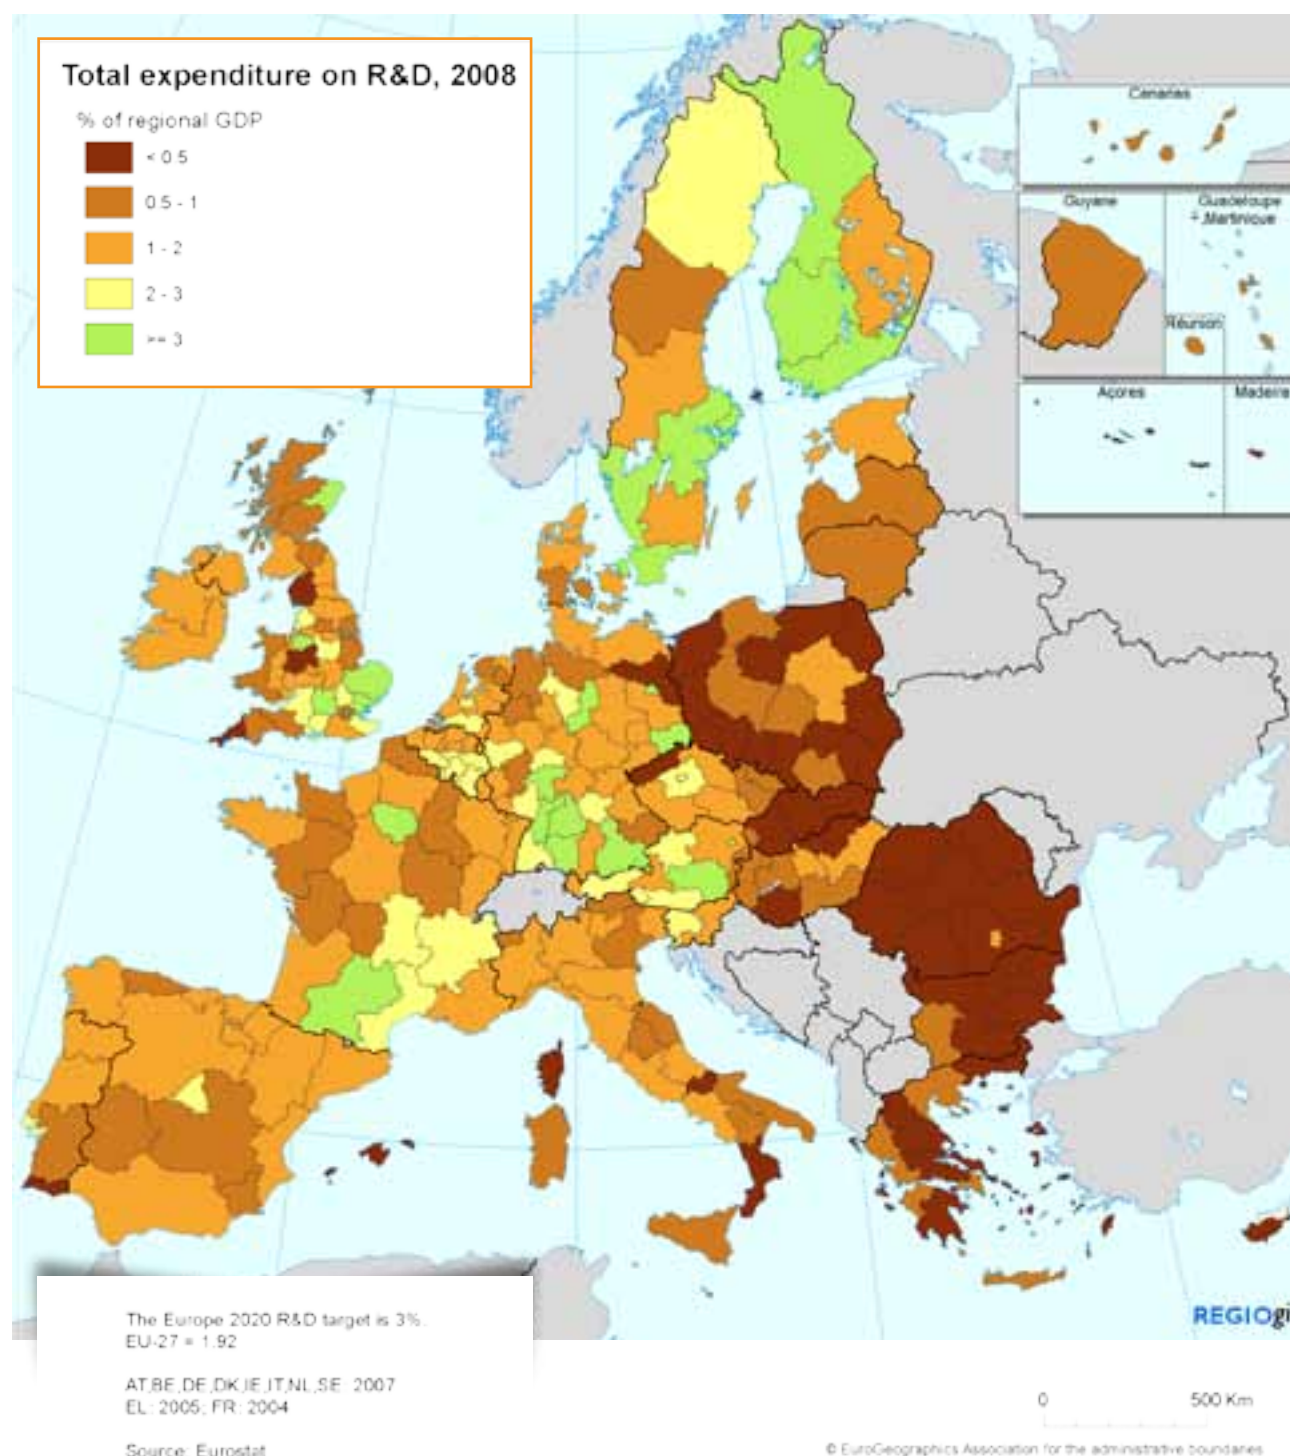 Total expenditure on R&D, 2008
% of regional GDP
< 0.5
0.5 - 1
1 - 2
2 - 3
>= 3
Canarias
Guyane
Guadeloupe
Martinique
Réunion
Açores
Madeira
REGIOgi
The Europe 2020 R&D target is 3%.
EU-27 = 1.92
AT,BE,DE,DK,IE,IT,NL,SE: 2007
EL: 2005; FR: 2004
Source: Eurostat
0
500 Km
© EuroGeographics Association for the administrative boundaries